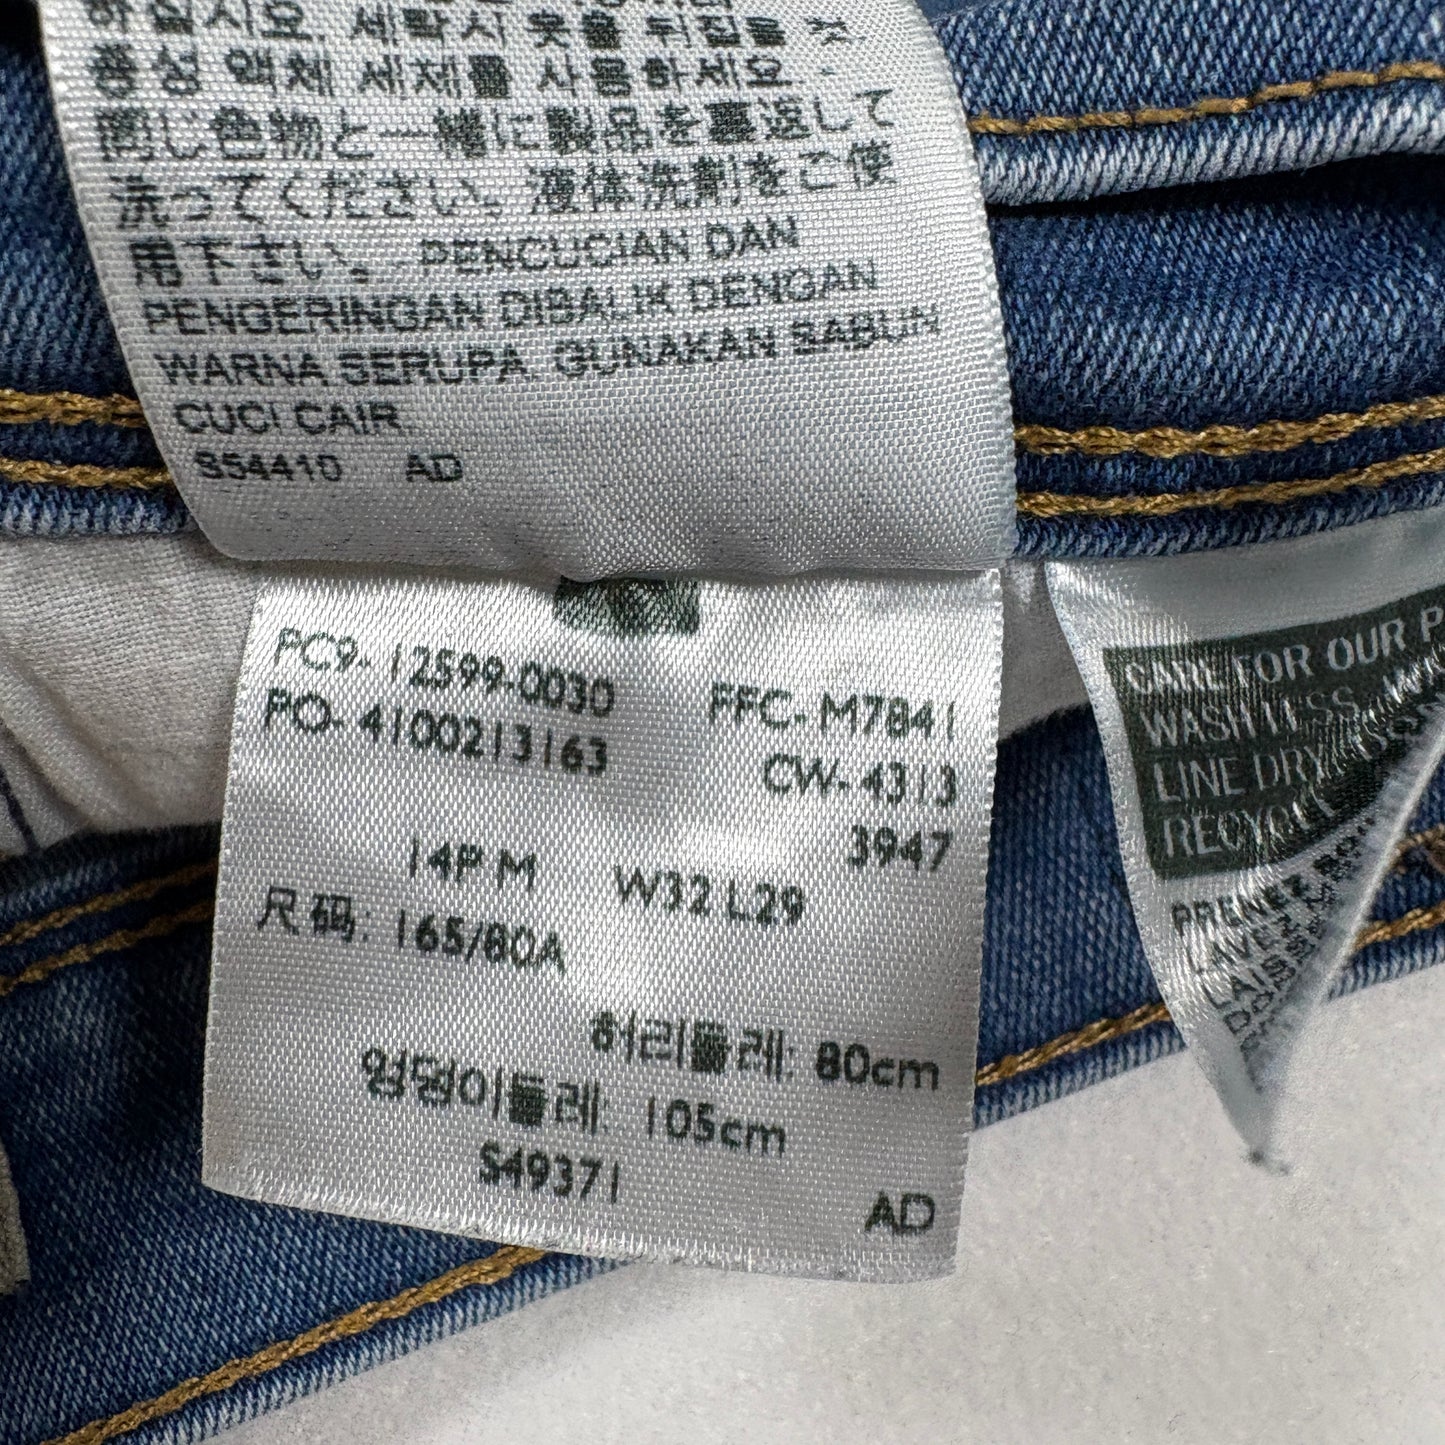 하십시오. 세탁시 옷을 뒤집을 것.
중성 액체 세제를 사용하세요.
同じ色物と一緒に製品を裏返して
洗ってください。液体洗剤をご使
用下さい。 PENCUCIAN DAN
PENGERINGAN DIBALIK DENGAN
WARNA SERUPA. GUNAKAN SABUN
CUCI CAIR.
S54410 AD
PC9-12599-0030
PO-4100213163
FFC-M7841
CW-4313
3947
14P M W32 L29
尺码: 165/80A
허리둘레: 80cm
엉덩이둘레: 105cm
S49371
AD
CARE FOR OUR
WASH LESS,
LINE DRY,
RECYCLE
PRENEZ
LAVEZ